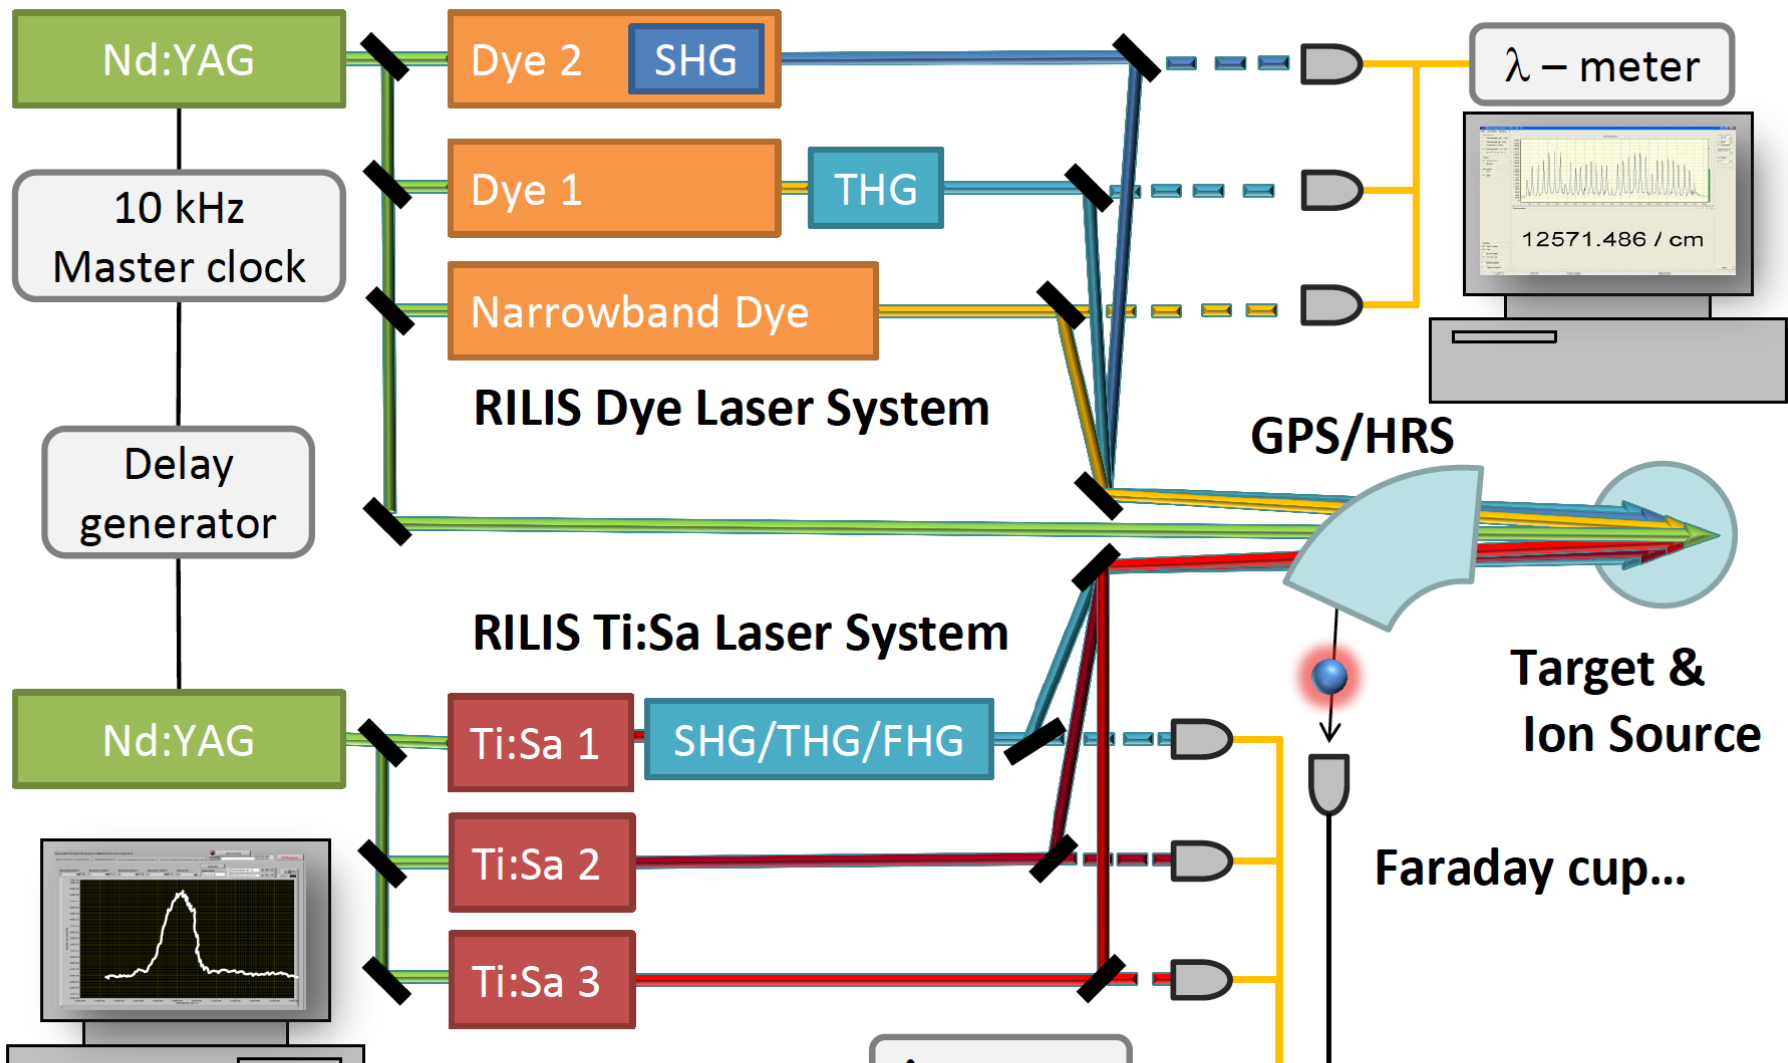 Nd:YAG
Dye 2
SHG
λ – meter
Dye 1
THG
10 kHz
Master clock
12571.486 / cm
Narrowband Dye
RILIS Dye Laser System
GPS/HRS
Delay
generator
RILIS Ti:Sa Laser System
Target &
Ion Source
Nd:YAG
Ti:Sa 1
SHG/THG/FHG
Ti:Sa 2
Faraday cup...
Ti:Sa 3